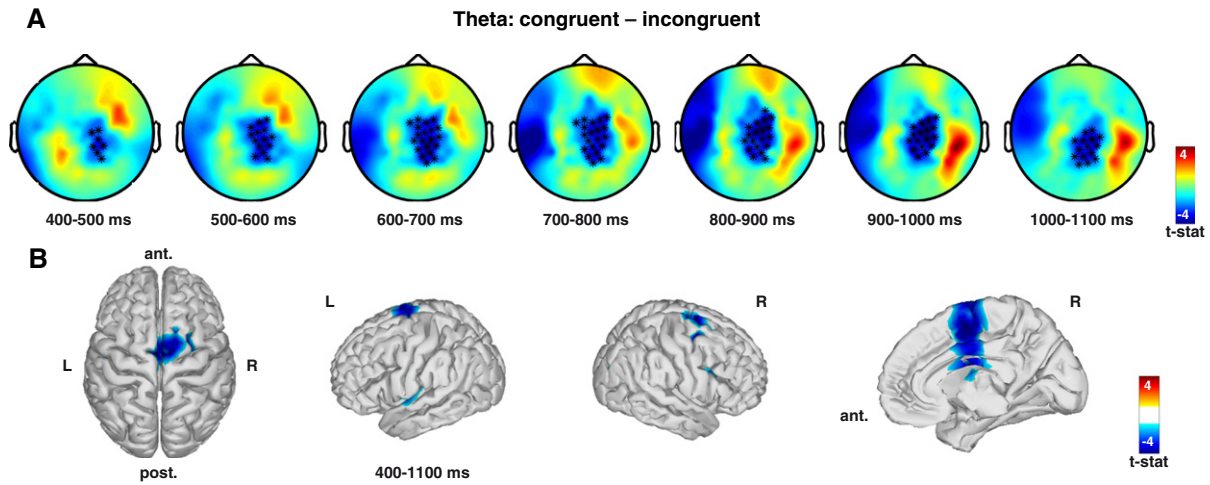 A
Theta: congruent – incongruent
400-500 ms
500-600 ms
600-700 ms
700-800 ms
800-900 ms
900-1000 ms
1000-1100 ms
4
-4
t-stat
B
ant.
L
R
post.
L
400-1100 ms
R
R
ant.
4
-4
t-stat